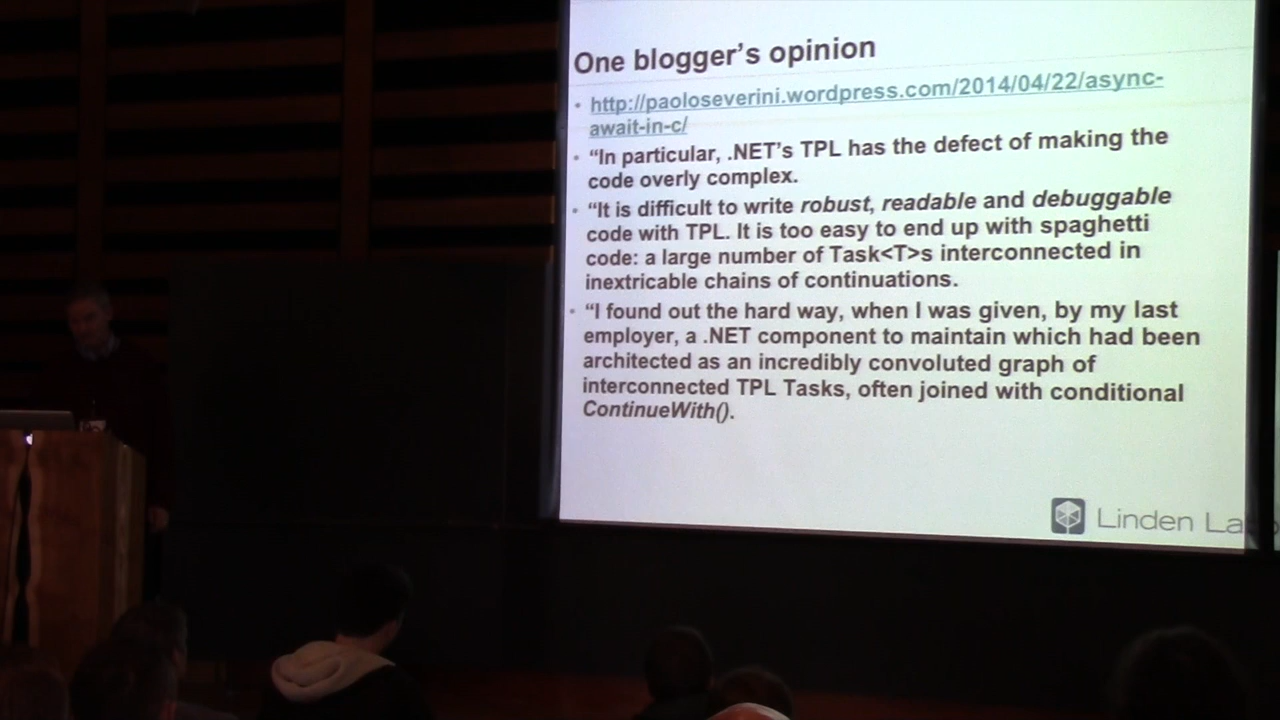 One blogger's opinion
• http://paoloseverini.wordpress.com/2014/04/22/async-
await-in-c/
• “In particular, .NET's TPL has the defect of making the
code overly complex.
• “It is difficult to write robust, readable and debuggable
code with TPL. It is too easy to end up with spaghetti
code: a large number of Task<T>s interconnected in
inextricable chains of continuations.
• “I found out the hard way, when I was given, by my last
employer, a .NET component to maintain which had been
architected as an incredibly convoluted graph of
interconnected TPL Tasks, often joined with conditional
ContinueWith().
Linden Lab